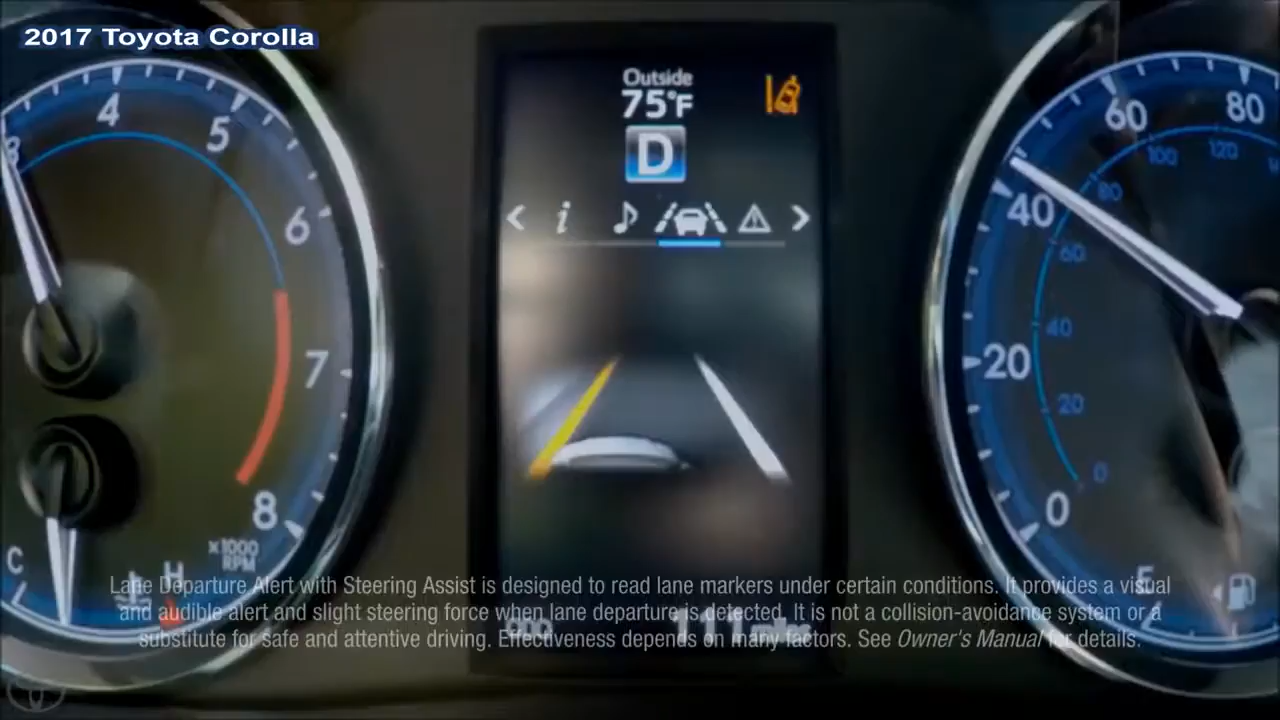 2017 Toyota Corolla
Outside
75°F
D
i
3
4
5
6
7
8
x1000
RPM
C
H
0
20
40
60
80
0
20
40
60
80
100
120
Lane Departure Alert with Steering Assist is designed to read lane markers under certain conditions. It provides a visual
and audible alert and slight steering force when lane departure is detected. It is not a collision-avoidance system or a
substitute for safe and attentive driving. Effectiveness depends on many factors. See Owner's Manual for details.